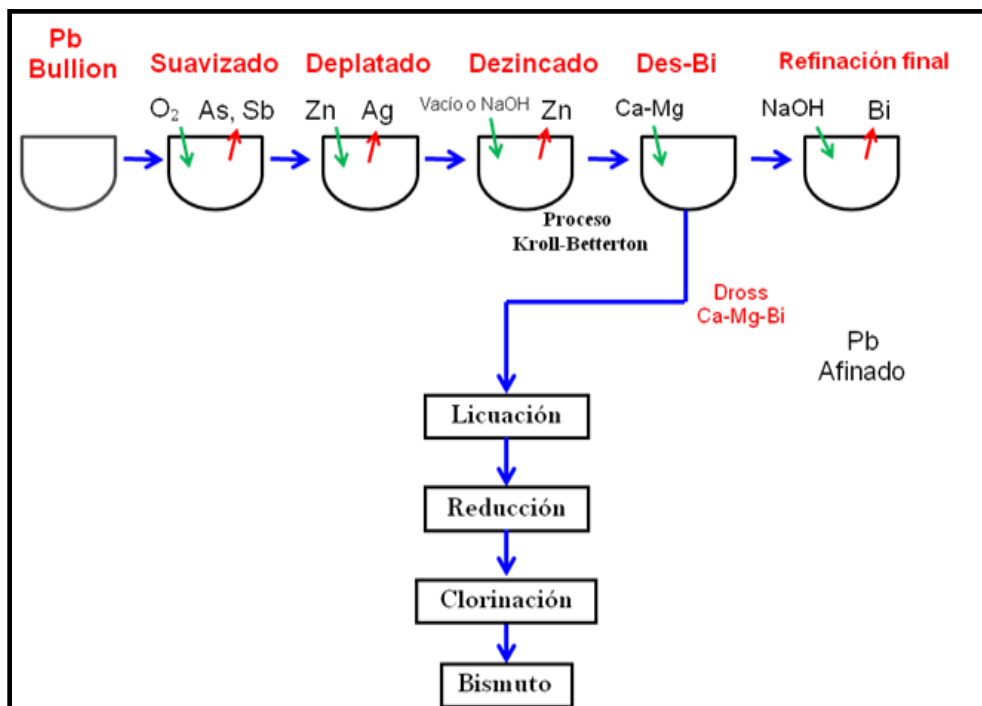 Pb
Bullion
Suavizado
Deplatado
Dezincado
Des-Bi
Refinación final
O₂
As, Sb
Zn
Ag
Vacío o NaOH
Zn
Ca-Mg
NaOH
Bi
Proceso
Kroll-Betterton
Dross
Ca-Mg-Bi
Pb
Afinado
Licuación
Reducción
Clorinación
Bismuto